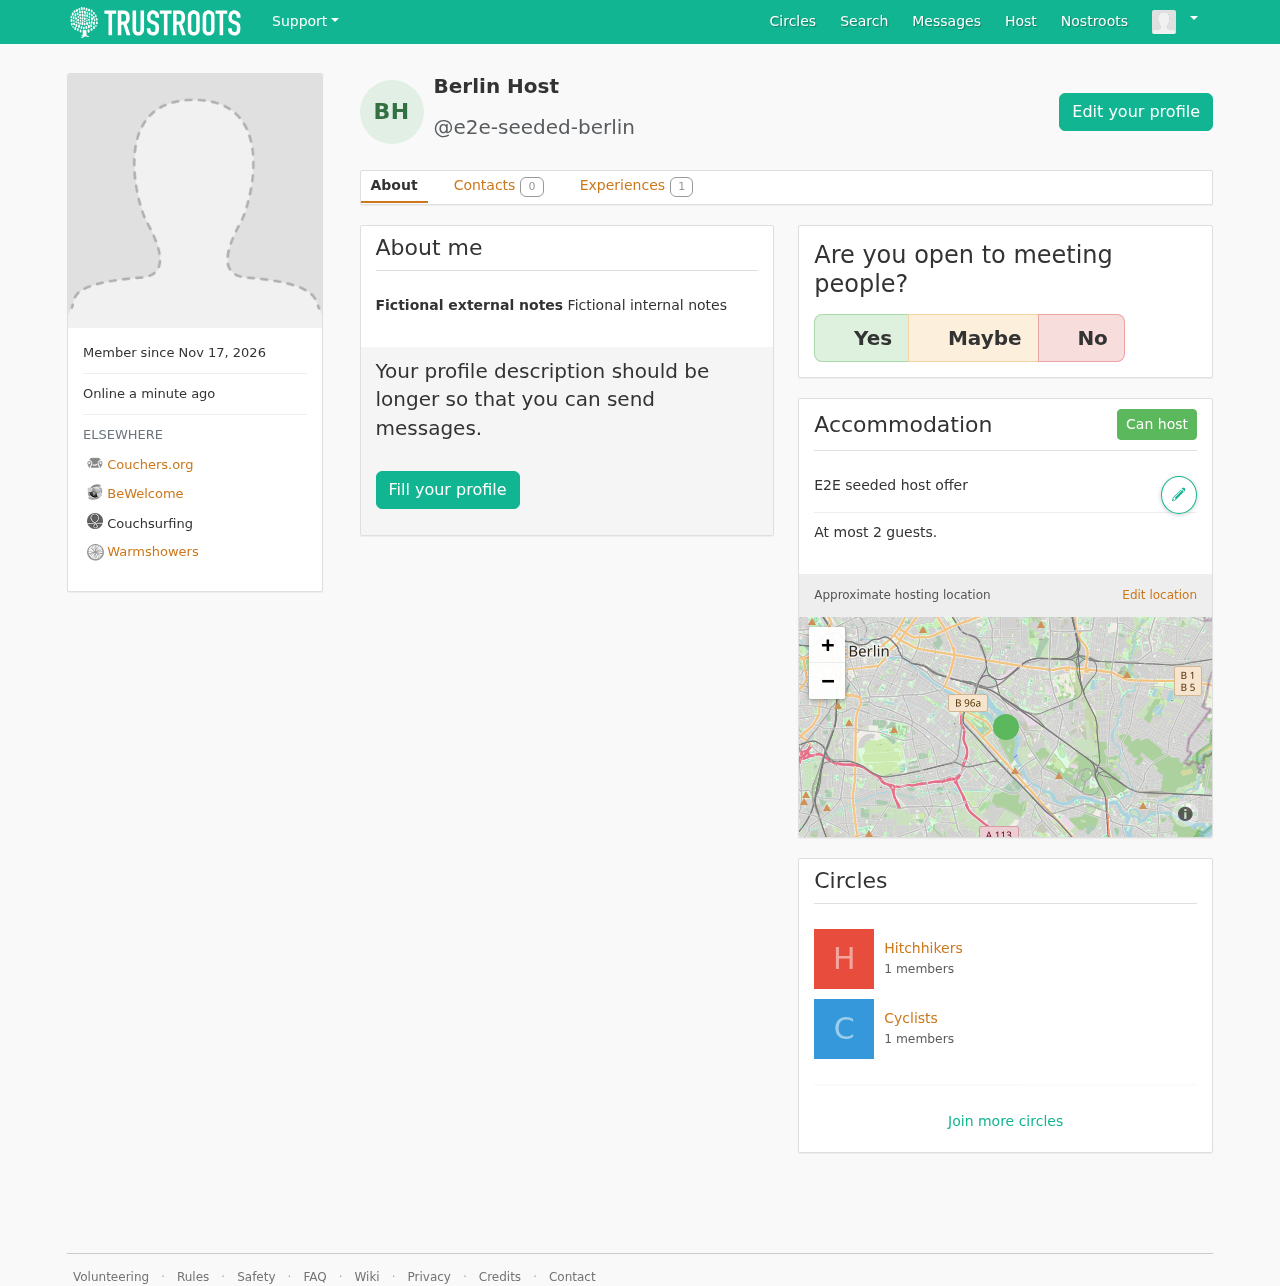 TRUSTROOTS
Support
Circles
Search
Messages
Host
Nostroots
Member since Nov 17, 2026
Online a minute ago
ELSEWHERE
Couchers.org
BeWelcome
Couchsurfing
Warmshowers
BH
Berlin Host
@e2e-seeded-berlin
Edit your profile
About
Contacts 0
Experiences 1
About me
Fictional external notes Fictional internal notes
Your profile description should be
longer so that you can send
messages.
Fill your profile
Are you open to meeting
people?
Yes
Maybe
No
Accommodation
Can host
E2E seeded host offer
At most 2 guests.
Approximate hosting location
Edit location
+
−
Berlin
B 1
B 5
B 96a
A 113
Circles
H
Hitchhikers
1 members
C
Cyclists
1 members
Join more circles
Volunteering · Rules · Safety · FAQ · Wiki · Privacy · Credits · Contact